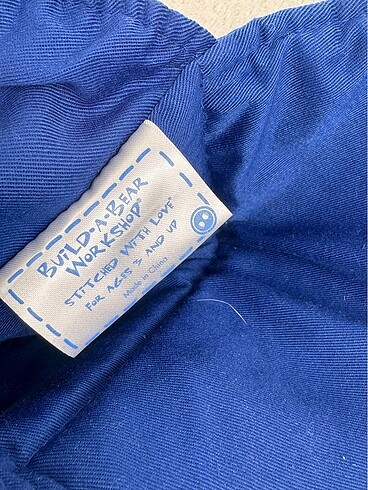 BUILD•A•BEAR
WORKSHOP
STITCHED WITH LOVE
FOR AGES 3 AND UP
Made in China